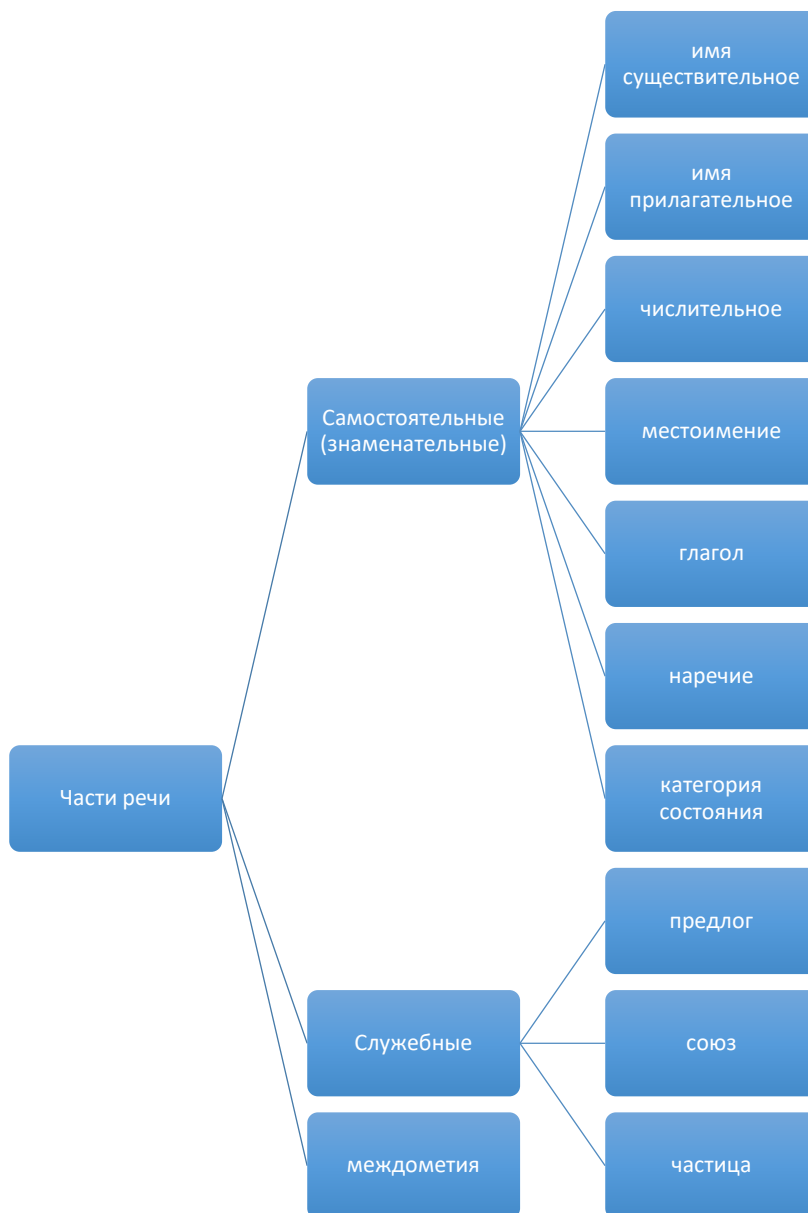 имя
существительное
имя
прилагательное
числительное
Самостоятельные
(знаменательные)
местоимение
глагол
наречие
Части речи
категория
состояния
предлог
Служебные
союз
междометия
частица